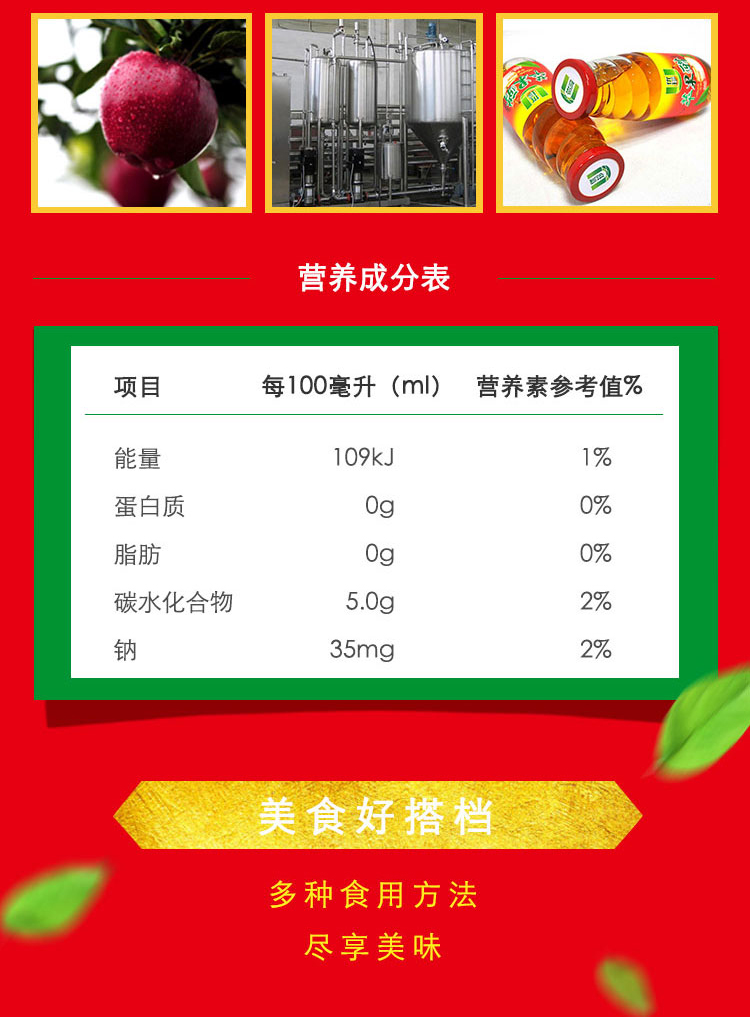 营养成分表
项目 每100毫升（ml） 营养素参考值%
能量 109kJ 1%
蛋白质 0g 0%
脂肪 0g 0%
碳水化合物 5.0g 2%
钠 35mg 2%
美食好搭档
多种食用方法
尽享美味